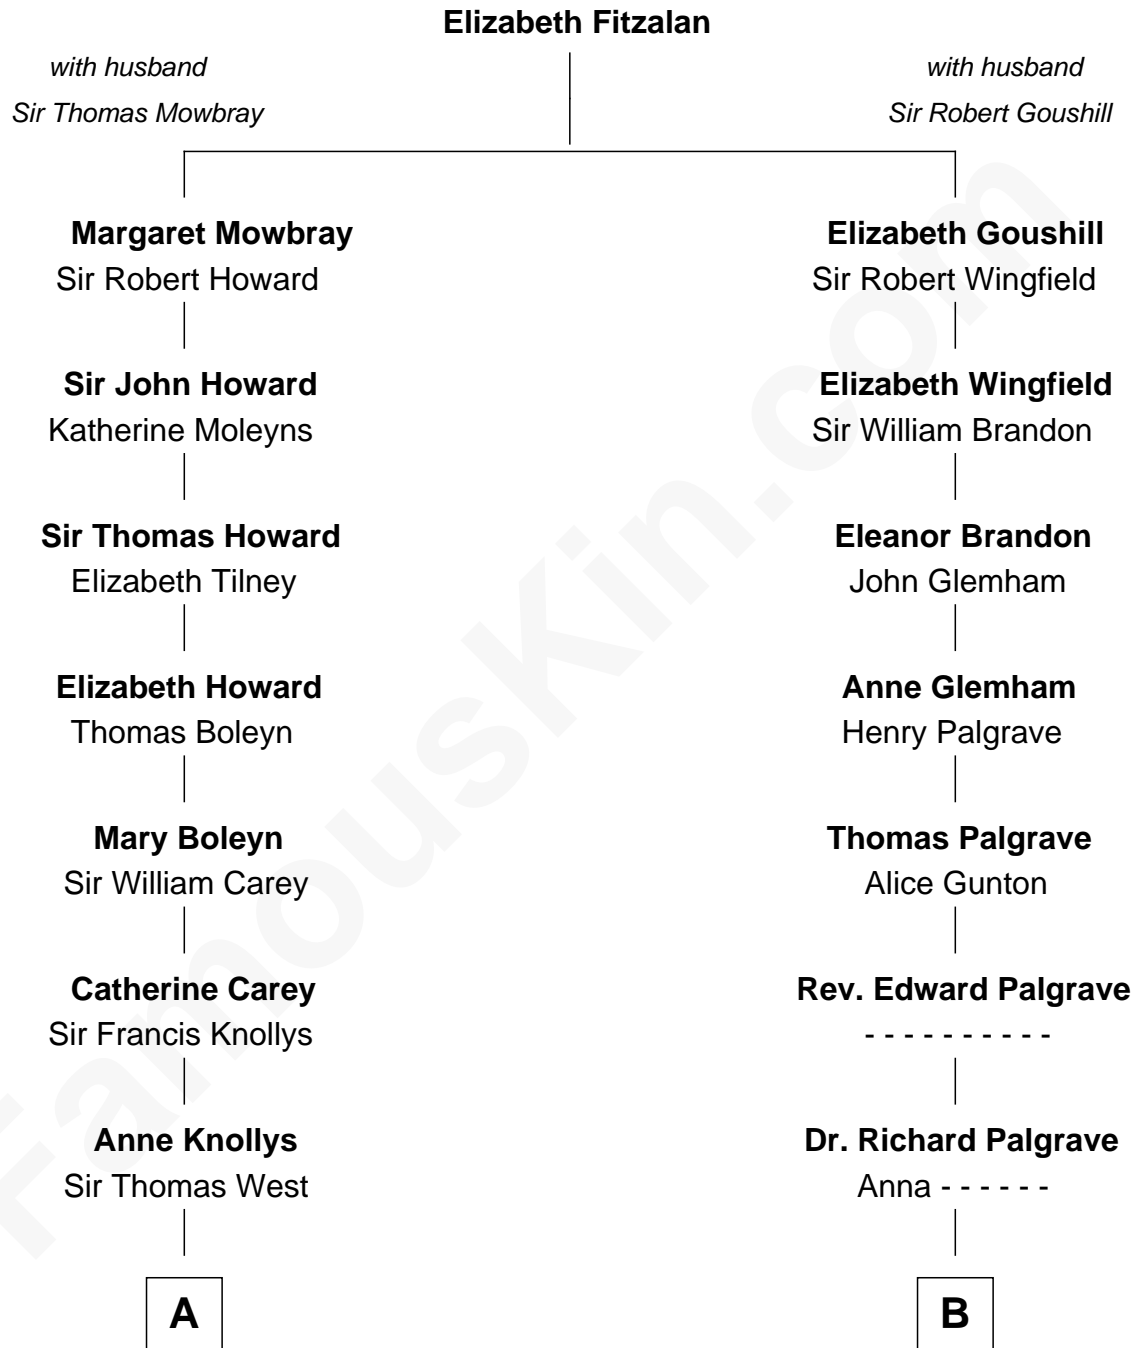 Elizabeth Fitzalan
with husband
Sir Thomas Mowbray
with husband
Sir Robert Goushill
Margaret Mowbray
Sir Robert Howard
Elizabeth Goushill
Sir Robert Wingfield
Sir John Howard
Katherine Moleyns
Elizabeth Wingfield
Sir William Brandon
Sir Thomas Howard
Elizabeth Tilney
Eleanor Brandon
John Glemham
Elizabeth Howard
Thomas Boleyn
Anne Glemham
Henry Palgrave
Mary Boleyn
Sir William Carey
Thomas Palgrave
Alice Gunton
Catherine Carey
Sir Francis Knollys
Rev. Edward Palgrave
- - - - - - - - - -
Anne Knollys
Sir Thomas West
Dr. Richard Palgrave
Anna - - - - - -
A
B
FamousKin.com